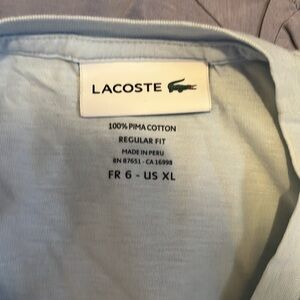 LACOSTE
100% PIMA COTTON
REGULAR FIT
MADE IN PERU
RN 87651 - CA 16998
FR 6 - US XL